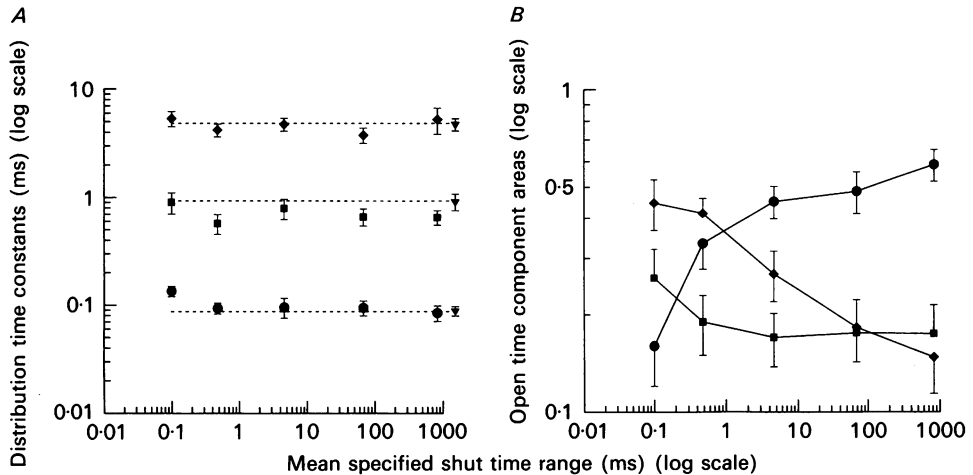 A
B
Distribution time constants (ms) (log scale)
10
1
0·1
0·01
0·01 0·1 1 10 100 1000
Open time component areas (log scale)
1
0·5
0.1
0·01 0·1 1 10 100 1000
Mean specified shut time range (ms) (log scale)